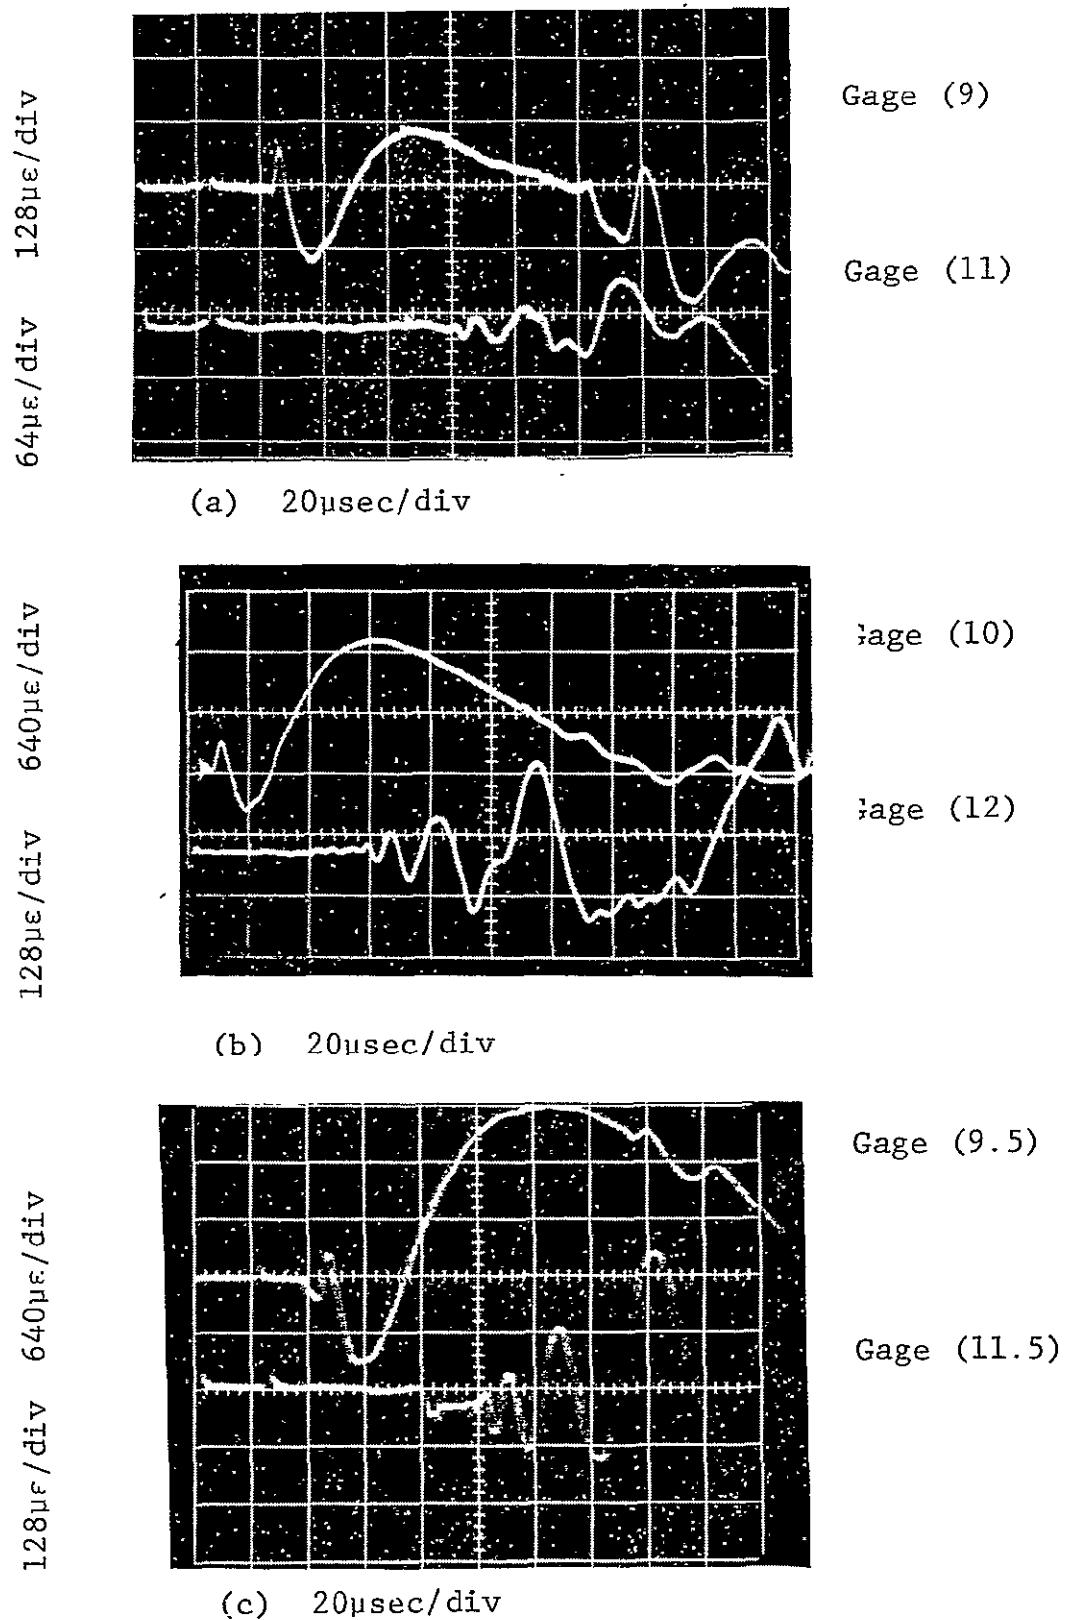 128µε/div
64µε/div
Gage (9)
Gage (11)
(a) 20µsec/div
640µε/div
128µε/div
Gage (10)
Gage (12)
(b) 20µsec/div
640µε/div
128µε/div
Gage (9.5)
Gage (11.5)
(c) 20µsec/div